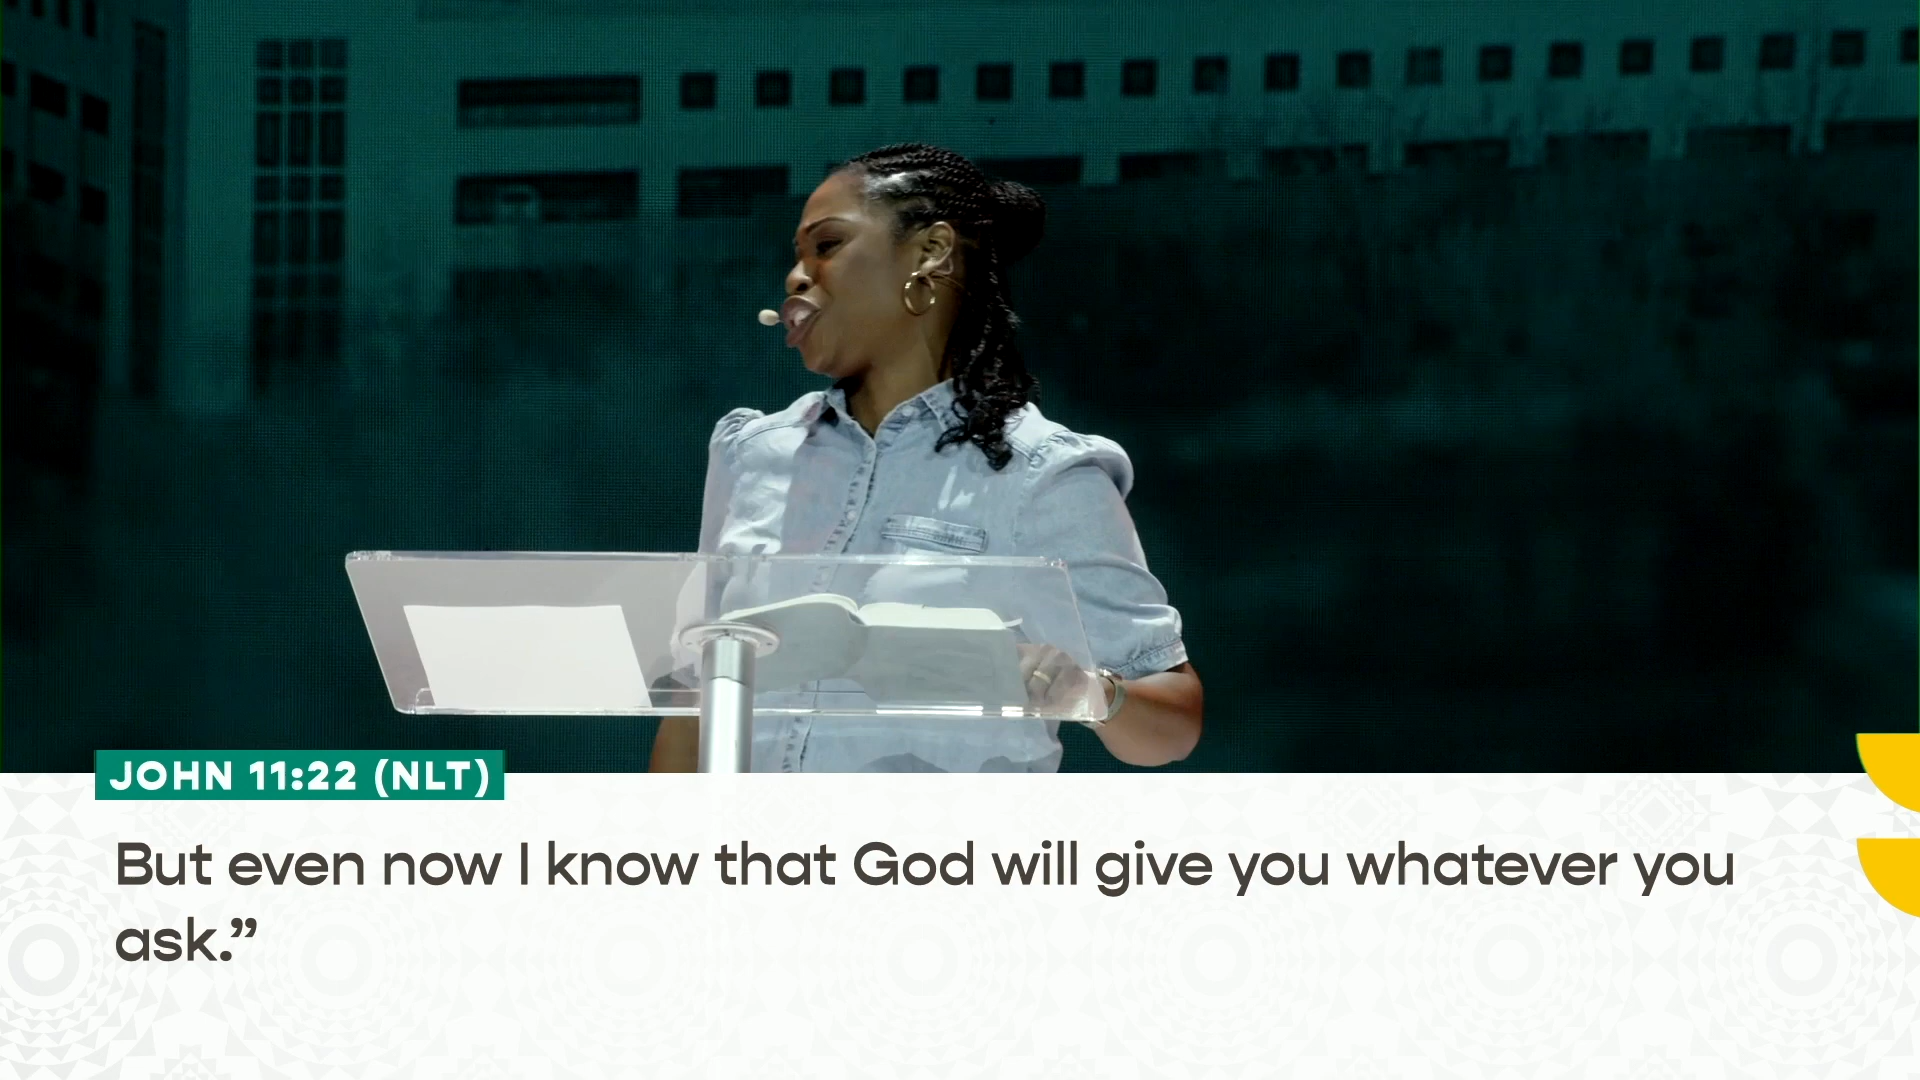 JOHN 11:22 (NLT)
But even now I know that God will give you whatever you
ask.”